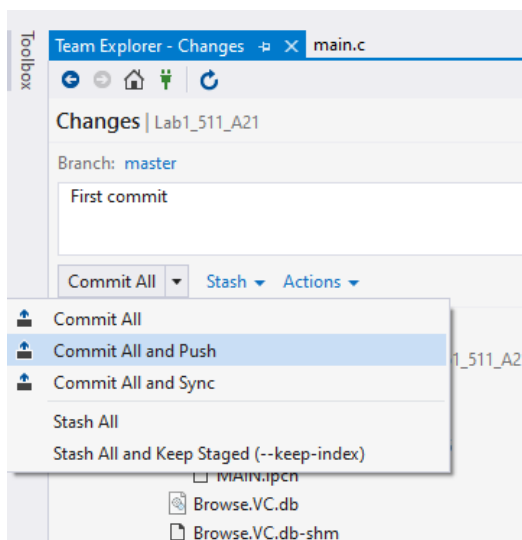 Toolbox
Team Explorer - Changes main.c
Changes | Lab1_511_A21
Branch: master
First commit
Commit All Stash Actions
Commit All
Commit All and Push
Commit All and Sync
1_511_A2
Stash All
Stash All and Keep Staged (--keep-index)
MAIN.ipch
Browse.VC.db
Browse.VC.db-shm